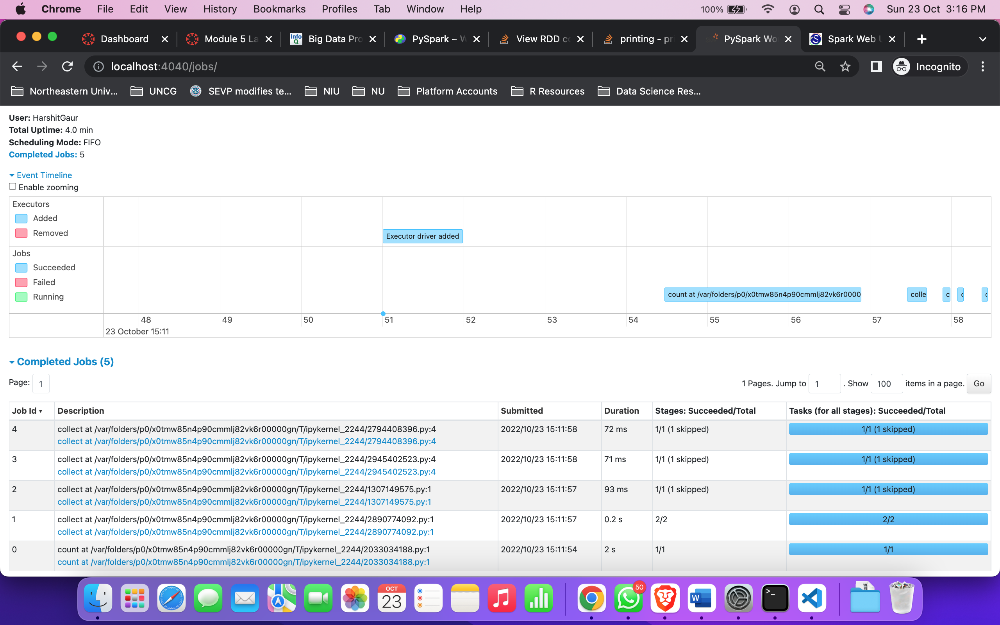 Chrome File Edit View History Bookmarks Profiles Tab Window Help 100% Sun 23 Oct 3:16 PM
Dashboard Module 5 La Big Data Pro PySpark – W View RDD co printing - pri PySpark Wo Spark Web U
localhost:4040/jobs/ Incognito
Northeastern Univ... UNCG SEVP modifies te... NIU NU Platform Accounts R Resources Data Science Res...
User: HarshitGaur
Total Uptime: 4.0 min
Scheduling Mode: FIFO
Completed Jobs: 5
Event Timeline
Enable zooming
Executors
Added
Removed
Executor driver added
Jobs
Succeeded
Failed
Running
count at /var/folders/p0/x0tmw85n4p90cmmlj82vk6r0000 colle c c c
48 49 50 51 52 53 54 55 56 57 58
23 October 15:11
Completed Jobs (5)
Page: 1 1 Pages. Jump to 1 . Show 100 items in a page. Go
Job Id ▾ Description Submitted Duration Stages: Succeeded/Total Tasks (for all stages): Succeeded/Total
4 collect at /var/folders/p0/x0tmw85n4p90cmmlj82vk6r00000gn/T/ipykernel_2244/2794408396.py:4 2022/10/23 15:11:58 72 ms 1/1 (1 skipped) 1/1 (1 skipped)
collect at /var/folders/p0/x0tmw85n4p90cmmlj82vk6r00000gn/T/ipykernel_2244/2794408396.py:4
3 collect at /var/folders/p0/x0tmw85n4p90cmmlj82vk6r00000gn/T/ipykernel_2244/2945402523.py:4 2022/10/23 15:11:58 71 ms 1/1 (1 skipped) 1/1 (1 skipped)
collect at /var/folders/p0/x0tmw85n4p90cmmlj82vk6r00000gn/T/ipykernel_2244/2945402523.py:4
2 collect at /var/folders/p0/x0tmw85n4p90cmmlj82vk6r00000gn/T/ipykernel_2244/1307149575.py:1 2022/10/23 15:11:57 93 ms 1/1 (1 skipped) 1/1 (1 skipped)
collect at /var/folders/p0/x0tmw85n4p90cmmlj82vk6r00000gn/T/ipykernel_2244/1307149575.py:1
1 collect at /var/folders/p0/x0tmw85n4p90cmmlj82vk6r00000gn/T/ipykernel_2244/2890774092.py:1 2022/10/23 15:11:57 0.2 s 2/2 2/2
collect at /var/folders/p0/x0tmw85n4p90cmmlj82vk6r00000gn/T/ipykernel_2244/2890774092.py:1
0 count at /var/folders/p0/x0tmw85n4p90cmmlj82vk6r00000gn/T/ipykernel_2244/2033034188.py:1 2022/10/23 15:11:54 2 s 1/1 1/1
count at /var/folders/p0/x0tmw85n4p90cmmlj82vk6r00000gn/T/ipykernel_2244/2033034188.py:1
OCT 50
23